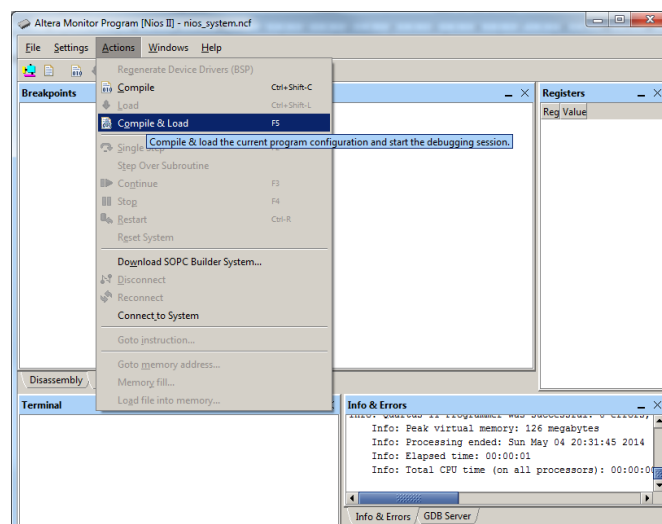 Altera Monitor Program [Nios II] - nios_system.ncf
File Settings Actions Windows Help
Breakpoints
Regenerate Device Drivers (BSP)
Compile Ctrl+Shift-C
Load Ctrl+Shift-L
Compile & Load F5
Compile & load the current program configuration and start the debugging session.
Single
Step Over Subroutine
Continue F3
Stop F4
Restart Ctrl-R
Reset System
Download SOPC Builder System...
Disconnect
Reconnect
Connect to System
Goto instruction...
Goto memory address...
Memory fill...
Load file into memory...
Registers
Reg Value
Disassembly
Terminal
Info & Errors
Info: Peak virtual memory: 126 megabytes
Info: Processing ended: Sun May 04 20:31:45 2014
Info: Elapsed time: 00:00:01
Info: Total CPU time (on all processors): 00:00:0
Info & Errors GDB Server